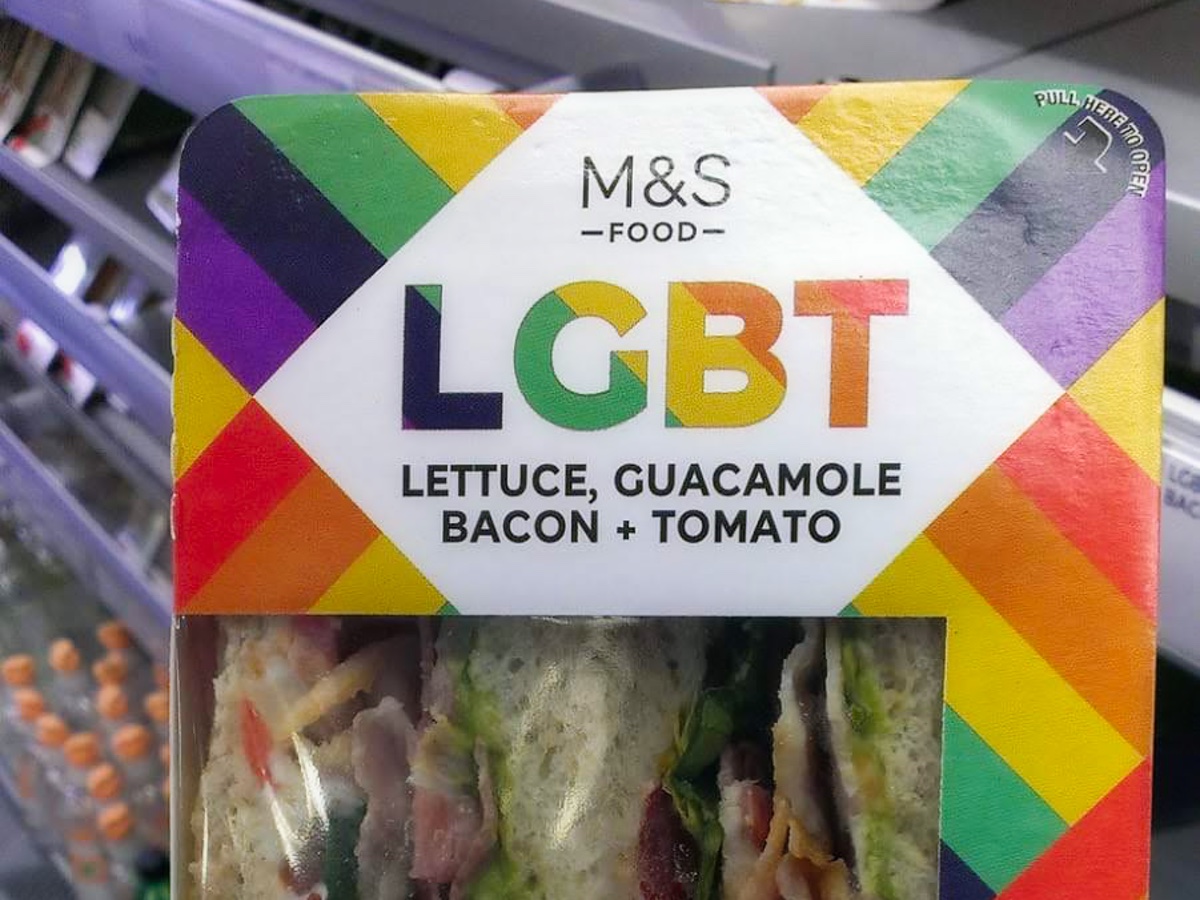 M&S
—FOOD—
LGBT
LETTUCE, GUACAMOLE
BACON + TOMATO
PULL HERE TO OPEN